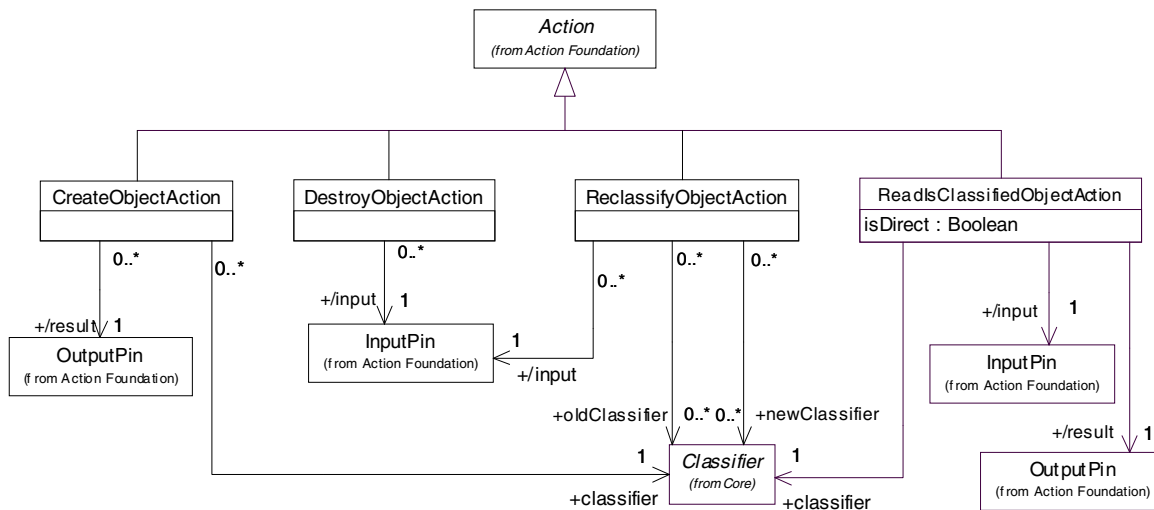 Action
(from Action Foundation)
CreateObjectAction
DestroyObjectAction
ReclassifyObjectAction
ReadIsClassifiedObjectAction
isDirect : Boolean
0..*
0..*
0..*
0..*
0..*
0..*
+/result
1
+/input
1
1
+/input
+/input
1
OutputPin
(from Action Foundation)
InputPin
(from Action Foundation)
InputPin
(from Action Foundation)
+oldClassifier
0..*
0..*
+newClassifier
+/result
1
1
+classifier
Classifier
(from Core)
1
+classifier
OutputPin
(from Action Foundation)